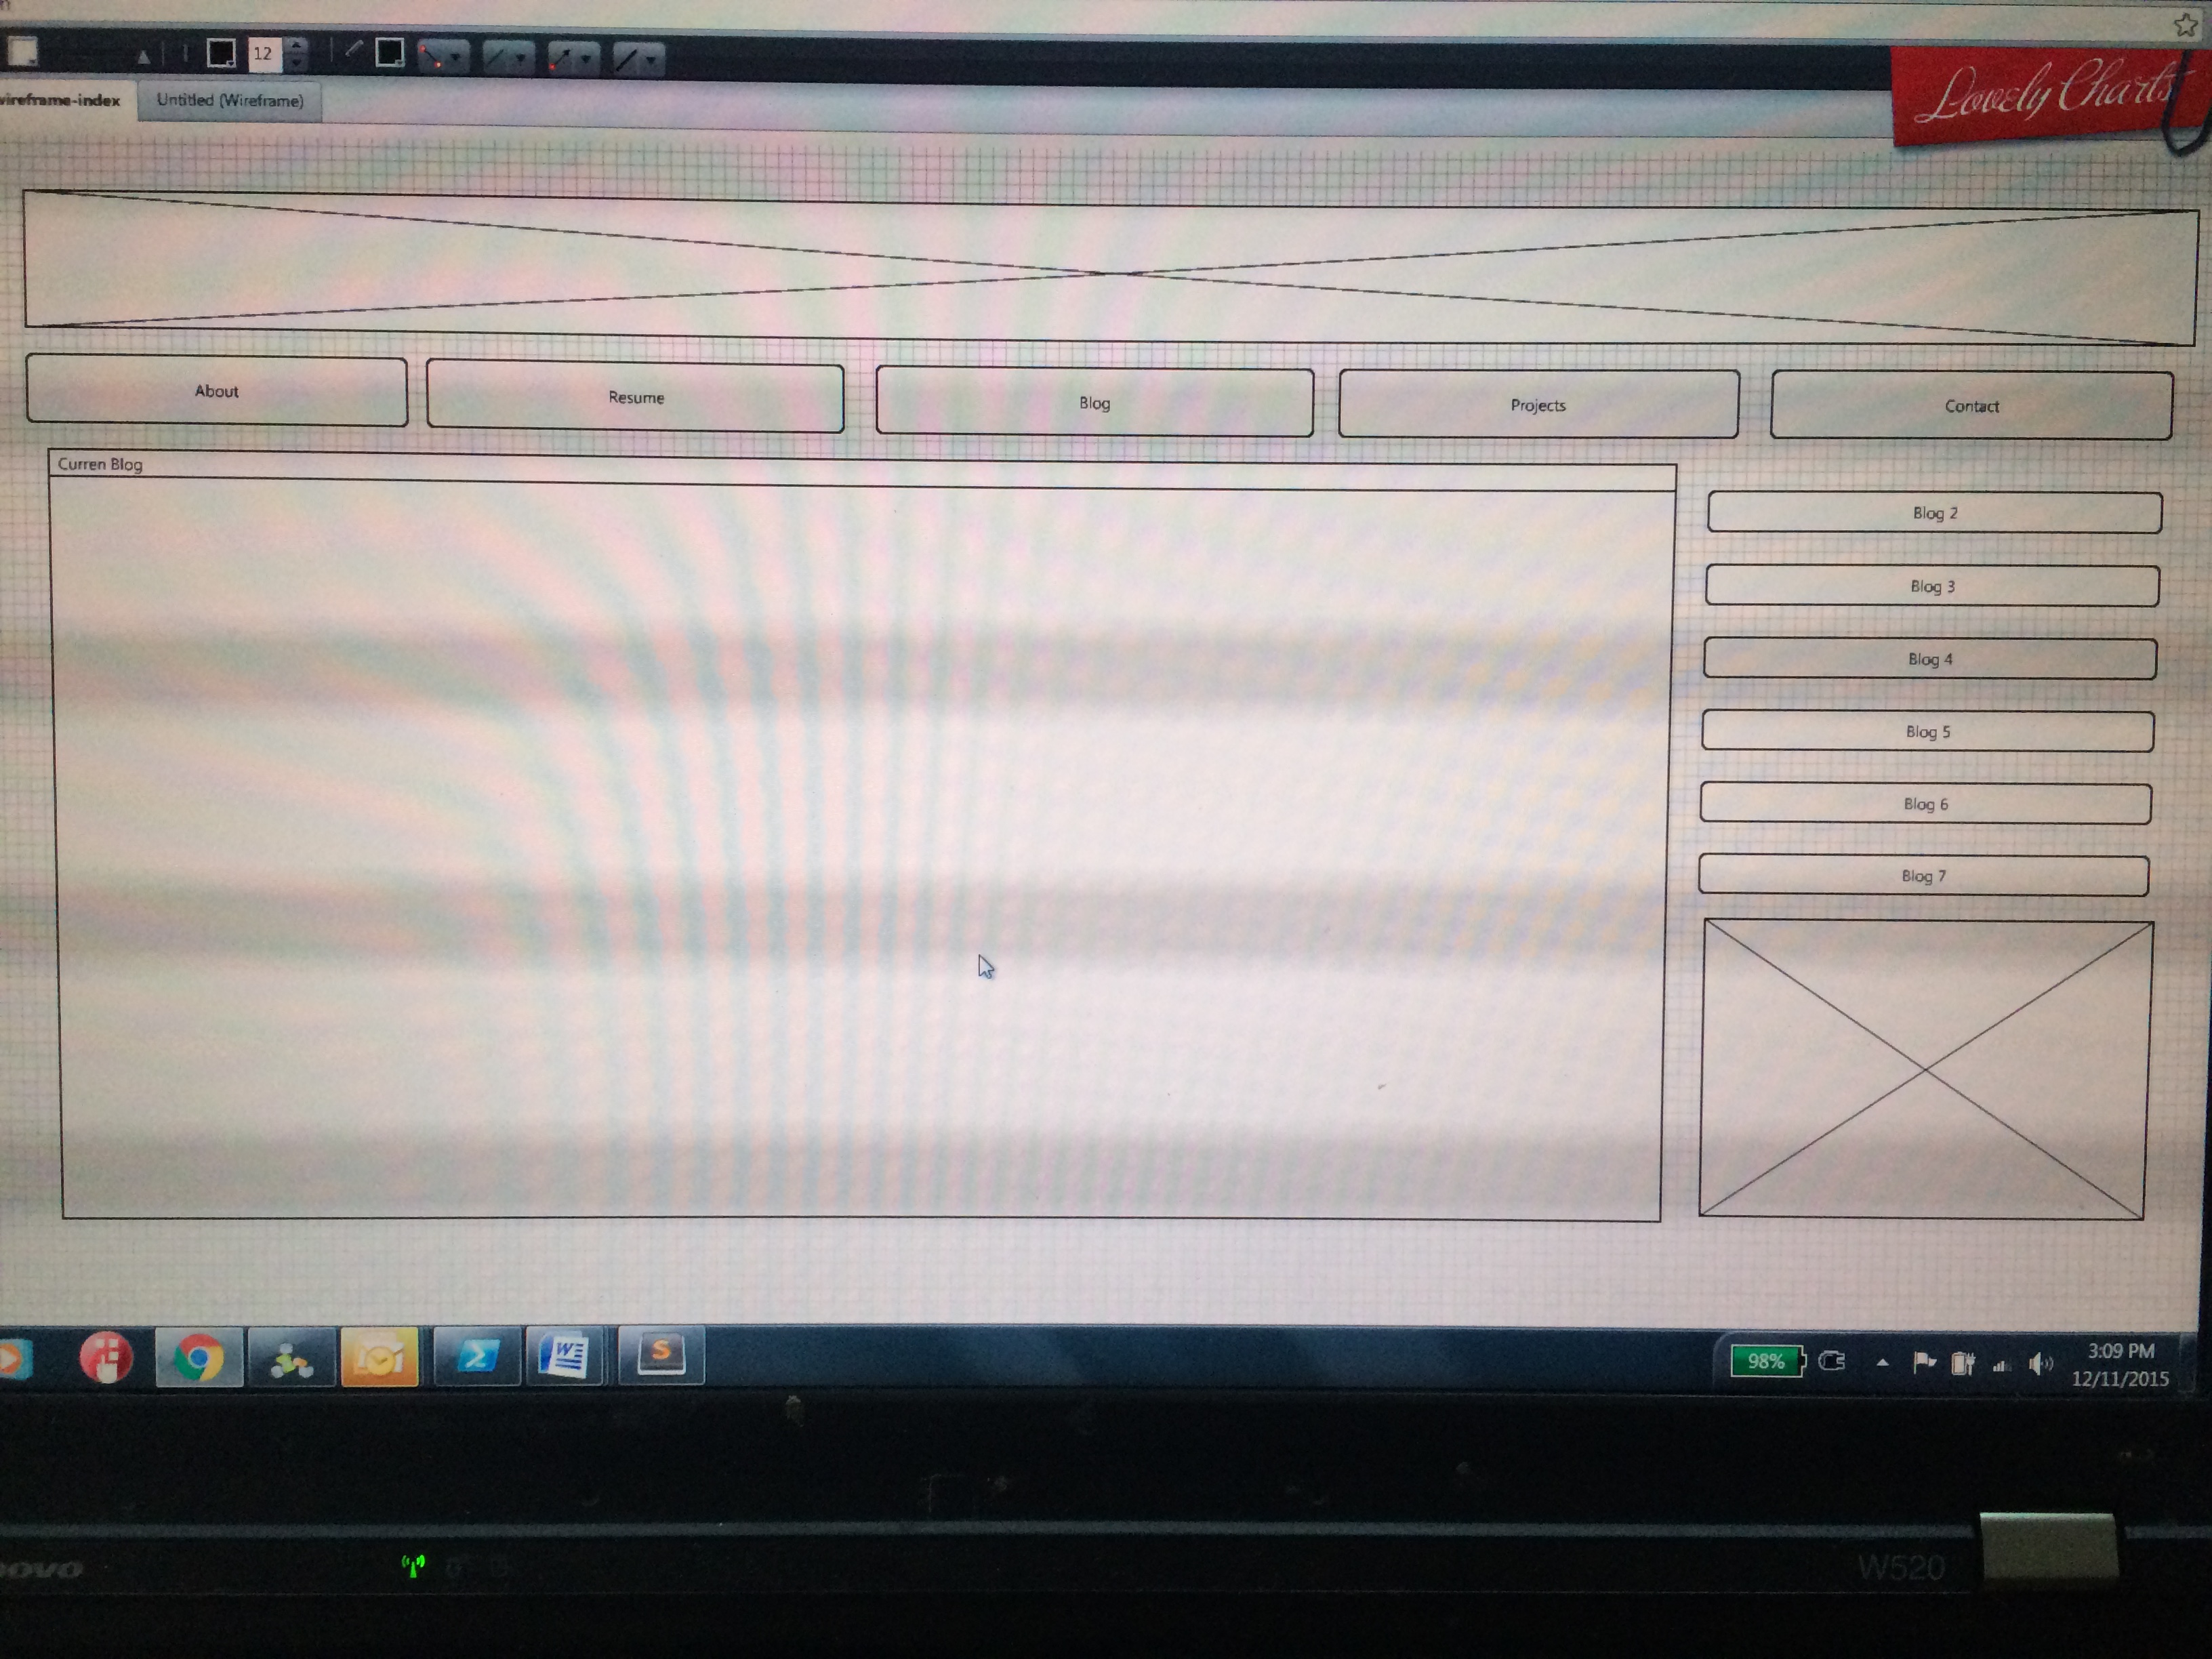 12
wireframe-index
Untitled (Wireframe)
Lovely Charts
About
Resume
Blog
Projects
Contact
Curren Blog
Blog 2
Blog 3
Blog 4
Blog 5
Blog 6
Blog 7
W
S
98%
3:09 PM
12/11/2015
ovo
W520